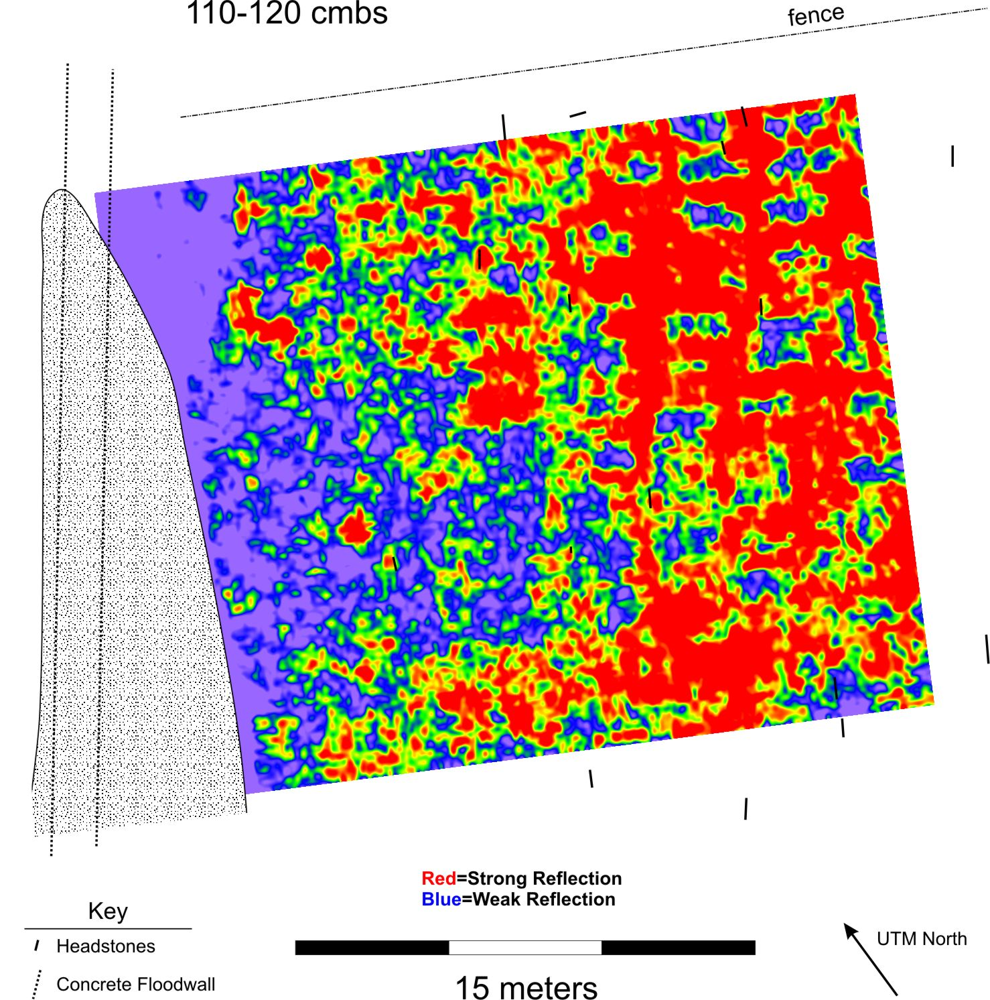 110-120 cmbs
fence
Red=Strong Reflection
Blue=Weak Reflection
Key
Headstones
Concrete Floodwall
15 meters
UTM North